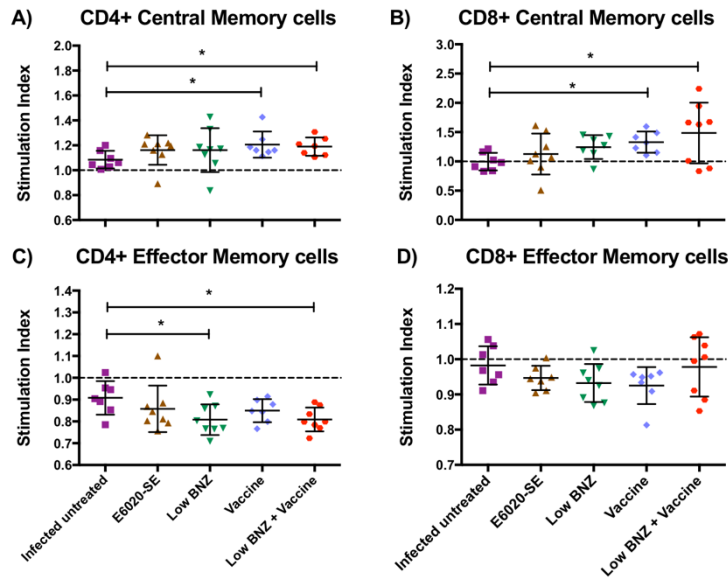 A) CD4+ Central Memory cells
Stimulation Index
1.4
1.2
1.0
0.8
0.6
2.0
1.8
1.6
*
*
B) CD8+ Central Memory cells
Stimulation Index
3.0
2.5
2.0
1.5
1.0
0.5
0.0
*
*
C) CD4+ Effector Memory cells
Stimulation Index
1.4
1.3
1.2
1.1
1.0
0.9
0.8
0.7
0.6
*
*
Infected untreated
E6020-SE
Low BNZ
Vaccine
Low BNZ + Vaccine
D) CD8+ Effector Memory cells
Stimulation Index
1.2
1.1
1.0
0.9
0.8
0.7
Infected untreated
E6020-SE
Low BNZ
Vaccine
Low BNZ + Vaccine